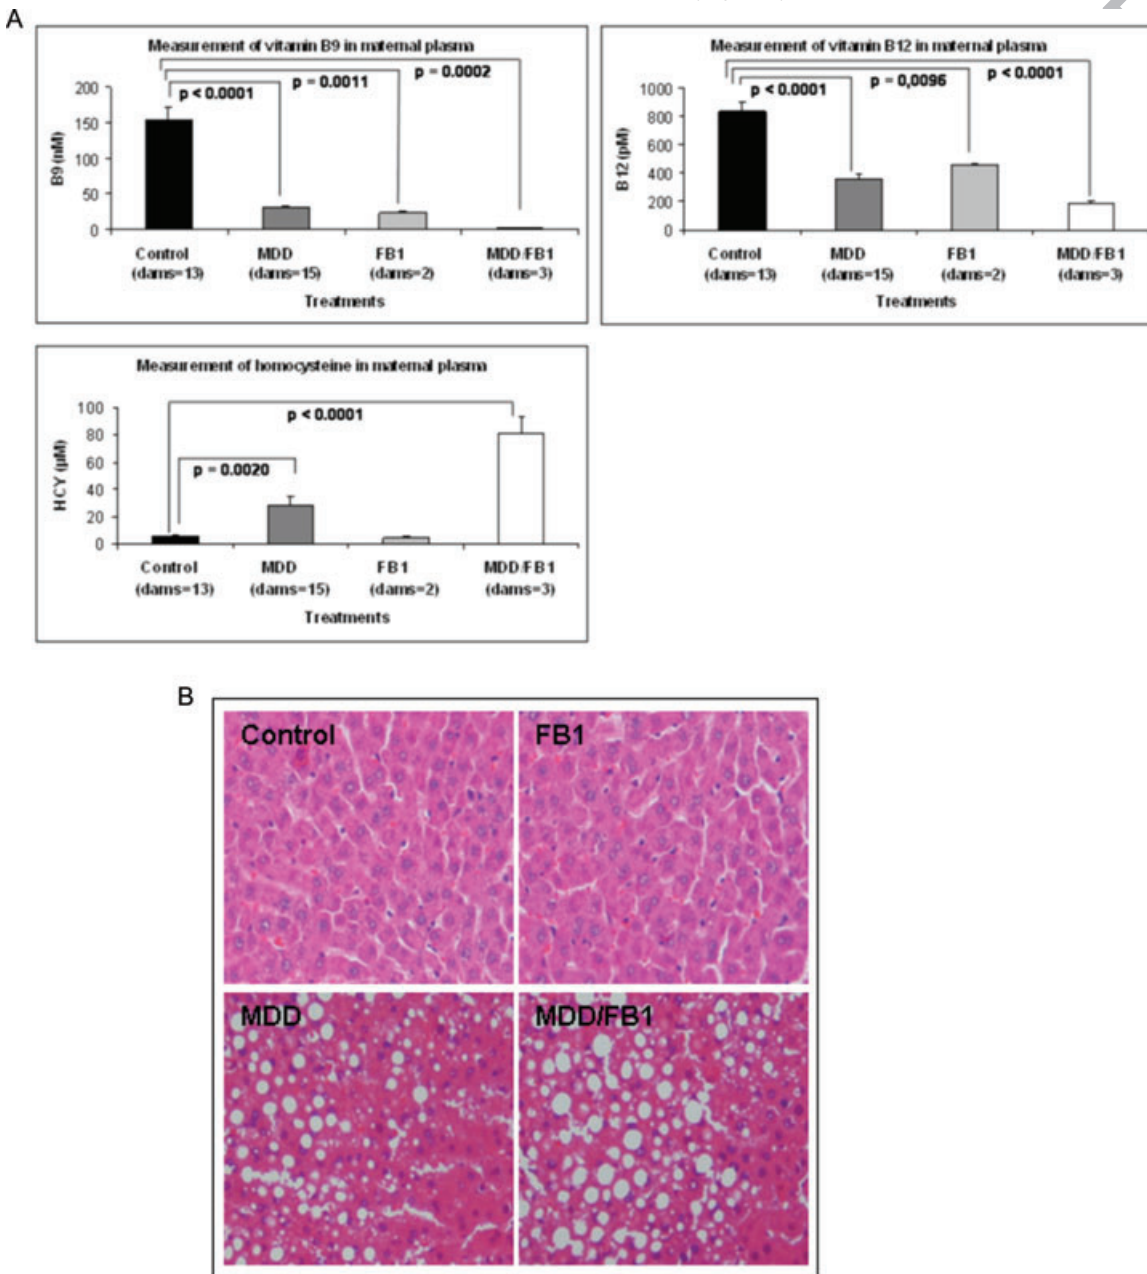 A
Measurement of vitamin B9 in maternal plasma
p = 0.0002
p = 0.0011
p < 0.0001
B9 (nM)
200
150
100
50
0
Control
(dams=13)
MDD
(dams=15)
FB1
(dams=2)
MDD/FB1
(dams=3)
Treatments
Measurement of vitamin B12 in maternal plasma
p < 0.0001
p = 0,0096
p < 0.0001
B12 (pM)
1000
800
600
400
200
0
Control
(dams=13)
MDD
(dams=15)
FB1
(dams=2)
MDD/FB1
(dams=3)
Treatments
Measurement of homocysteine in maternal plasma
p < 0.0001
p = 0.0020
HCY (µM)
100
80
60
40
20
0
Control
(dams=13)
MDD
(dams=15)
FB1
(dams=2)
MDD/FB1
(dams=3)
Treatments
B
Control
FB1
MDD
MDD/FB1